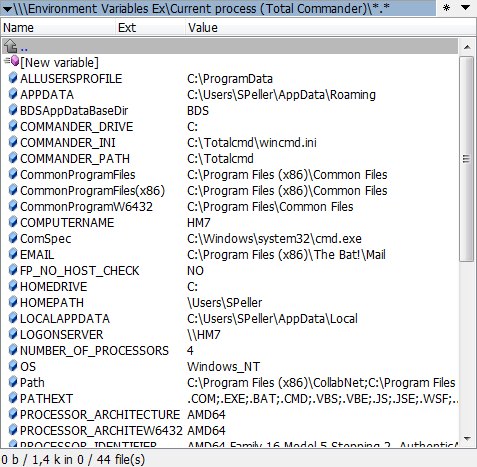 \\\Environment Variables Ex\Current process (Total Commander)\*.*
Name Ext Value
..
[New variable]
ALLUSERSPROFILE C:\ProgramData
APPDATA C:\Users\SPeller\AppData\Roaming
BDSAppDataBaseDir BDS
COMMANDER_DRIVE C:
COMMANDER_INI C:\Totalcmd\wincmd.ini
COMMANDER_PATH C:\Totalcmd
CommonProgramFiles C:\Program Files (x86)\Common Files
CommonProgramFiles(x86) C:\Program Files (x86)\Common Files
CommonProgramW6432 C:\Program Files\Common Files
COMPUTERNAME HM7
ComSpec C:\Windows\system32\cmd.exe
EMAIL C:\Program Files (x86)\The Bat!\Mail
FP_NO_HOST_CHECK NO
HOMEDRIVE C:
HOMEPATH \Users\SPeller
LOCALAPPDATA C:\Users\SPeller\AppData\Local
LOGONSERVER \\HM7
NUMBER_OF_PROCESSORS 4
OS Windows_NT
Path C:\Program Files (x86)\CollabNet;C:\Program Files
PATHEXT .COM;.EXE;.BAT;.CMD;.VBS;.VBE;.JS;.JSE;.WSF;..
PROCESSOR_ARCHITECTURE AMD64
PROCESSOR_ARCHITEW6432 AMD64
PROCESSOR_IDENTIFIER AMD64 Family 16 Model 5 Stepping 2, AuthenticA
0 b / 1,4 k in 0 / 44 file(s)